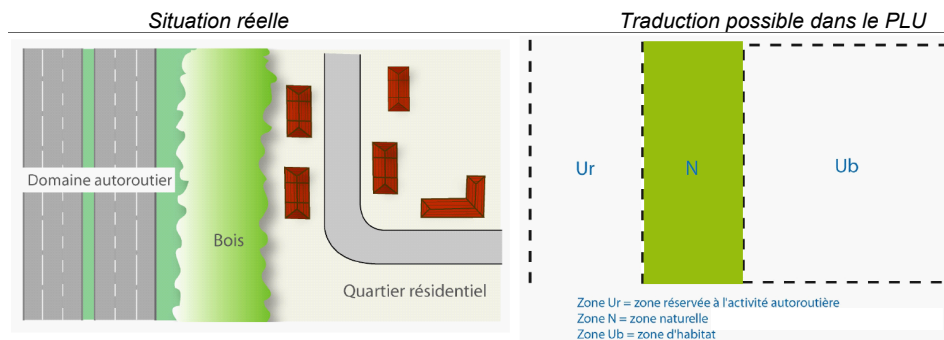 Situation réelle
Traduction possible dans le PLU
Domaine autoroutier
Bois
Quartier résidentiel
Ur
N
Ub
Zone Ur = zone réservée à l'activité autoroutière
Zone N = zone naturelle
Zone Ub = zone d'habitat